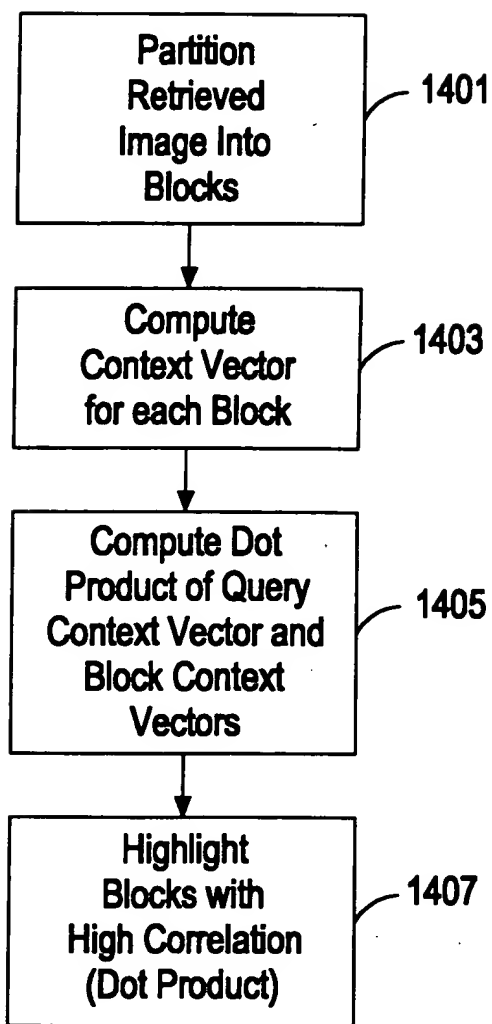 Partition
Retrieved
Image Into
Blocks
1401
Compute
Context Vector
for each Block
1403
Compute Dot
Product of Query
Context Vector and
Block Context
Vectors
1405
Highlight
Blocks with
High Correlation
(Dot Product)
1407